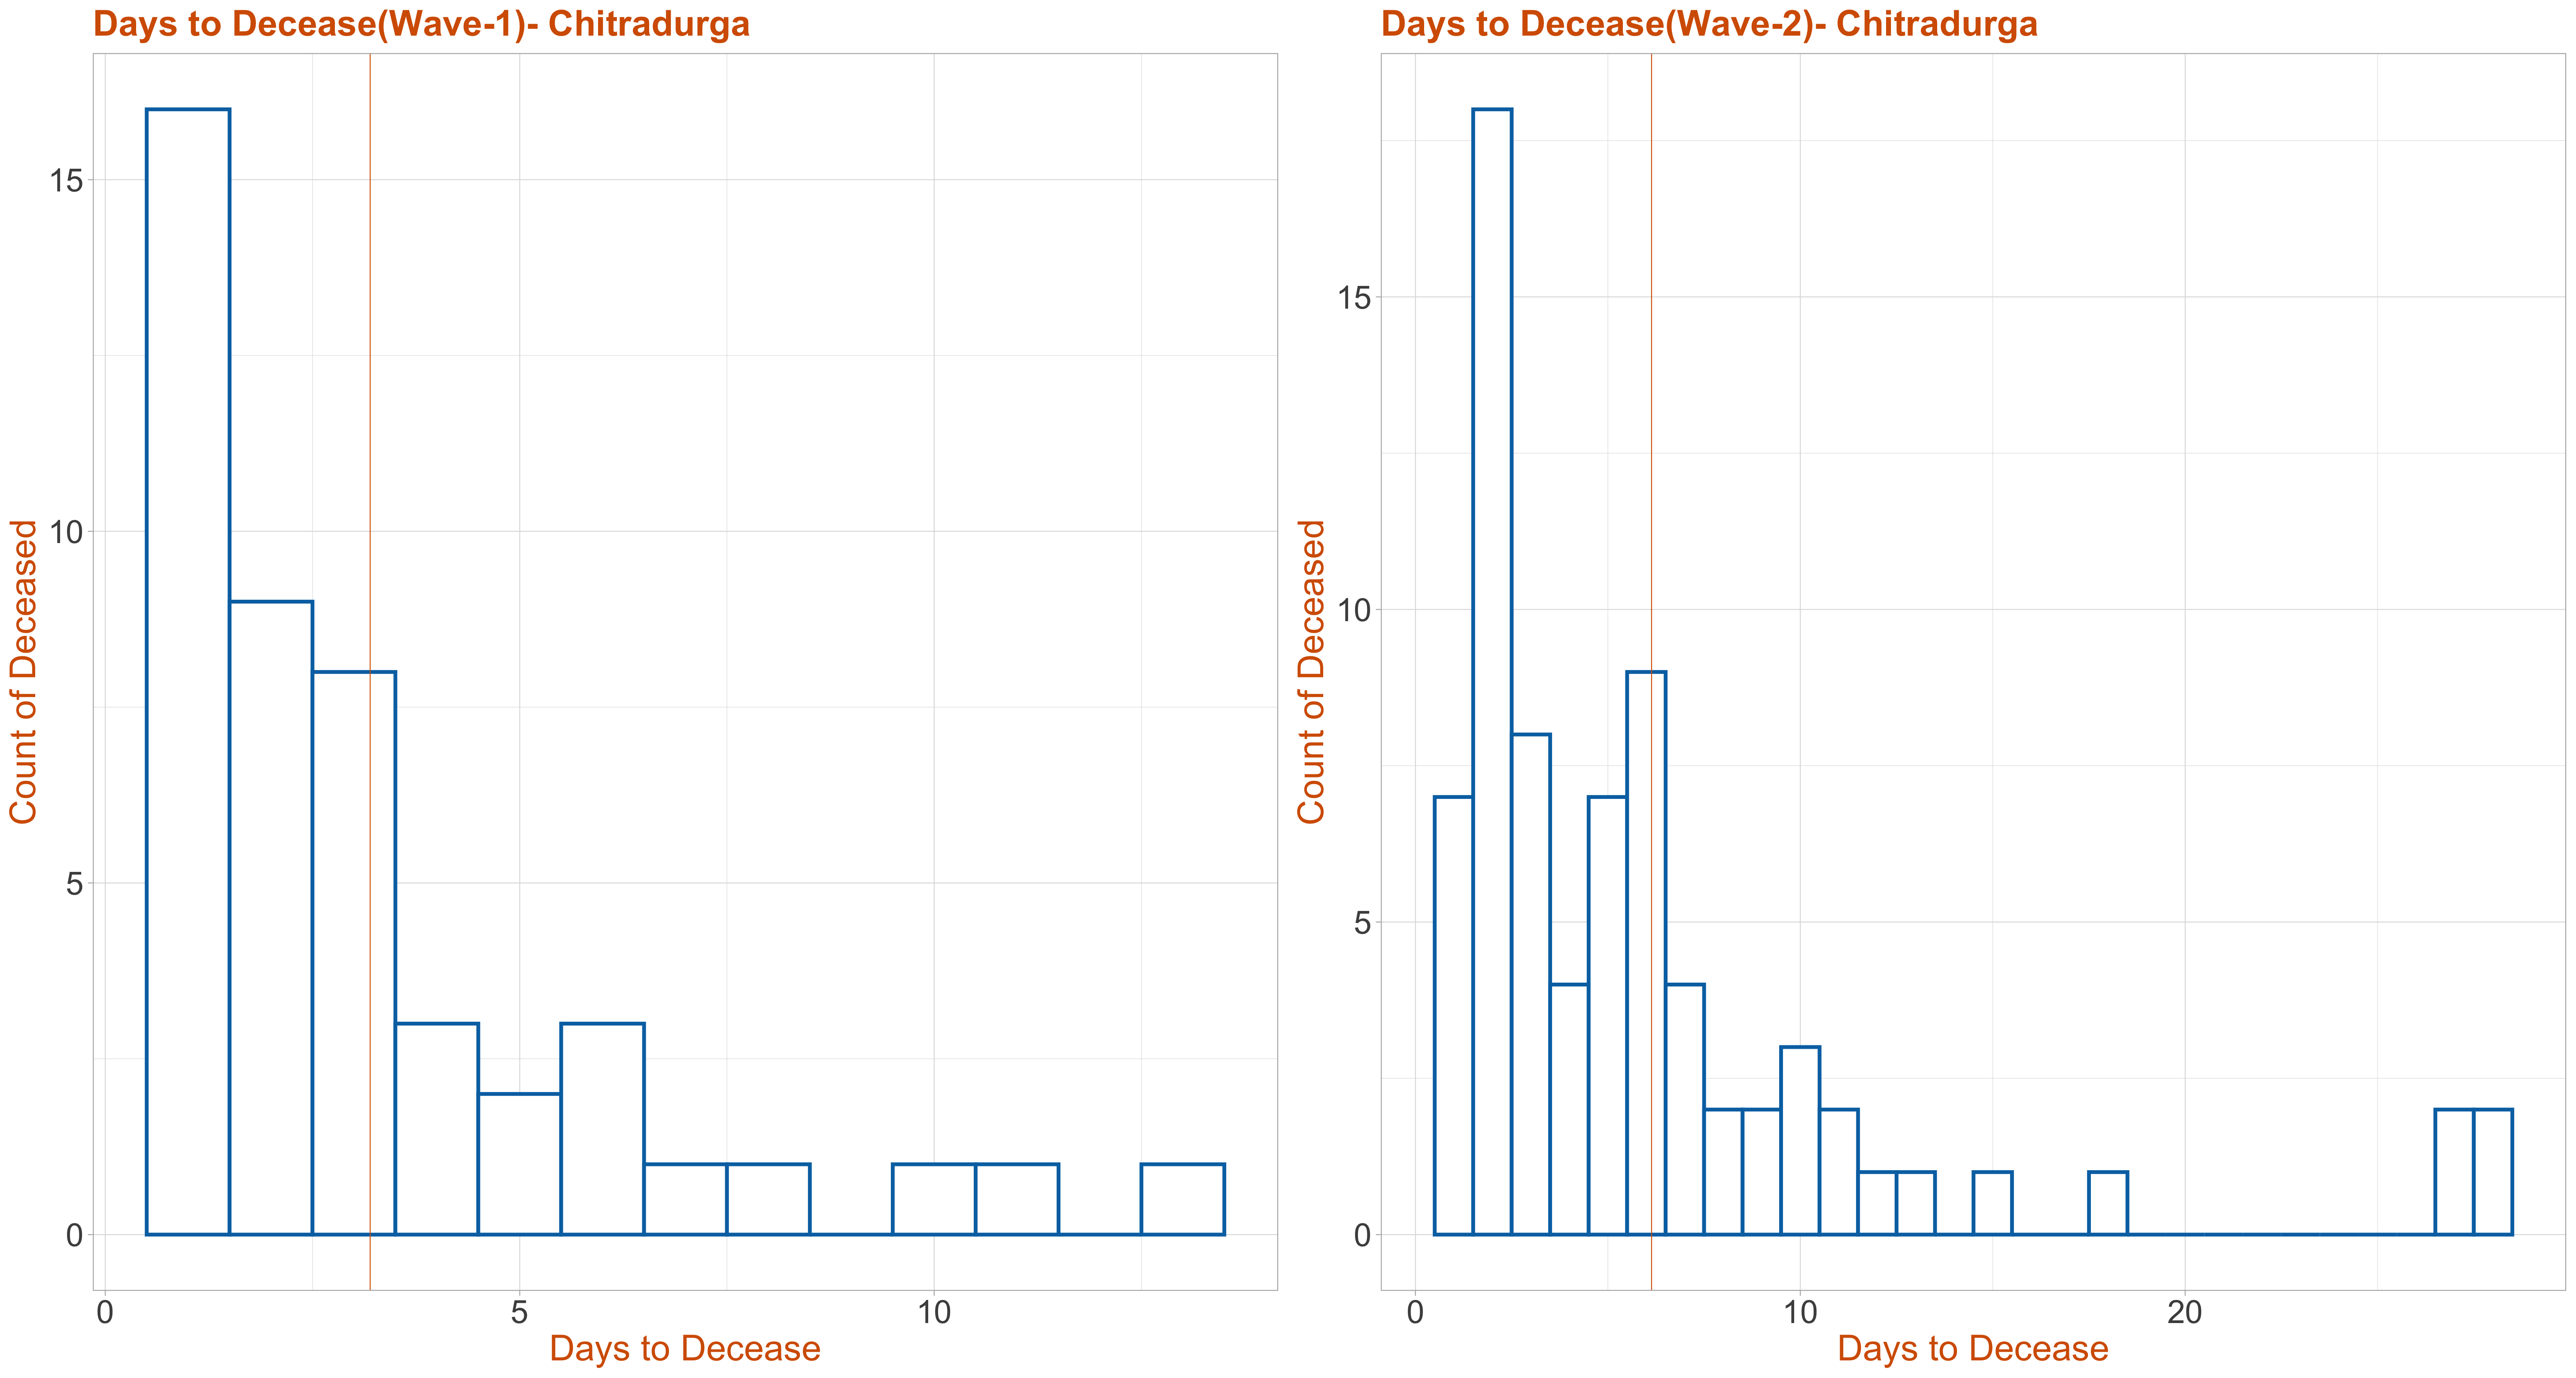 Days to Decease(Wave-1)- Chitradurga
Count of Deceased
15
10
5
0
0 5 10
Days to Decease
Days to Decease(Wave-2)- Chitradurga
Count of Deceased
15
10
5
0
0 10 20
Days to Decease